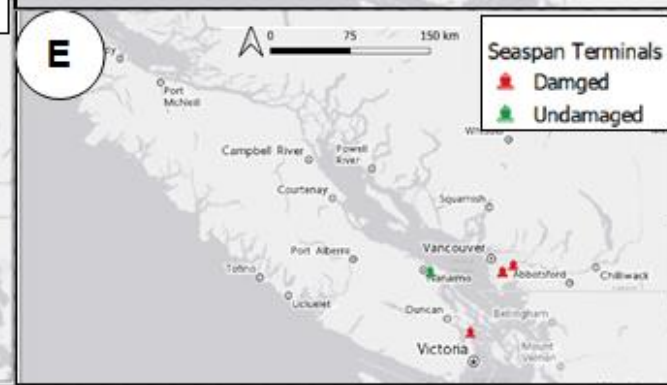 E
0 75 150 km
Seaspan Terminals
Damged
Undamaged
Port
McNeill
Campbell River
Powell
River
Courtenay
Squamish
Port Alberni
Vancouver
Tofino
Nanaimo
Abbotsford
Chilliwack
Ucluelet
Duncan
Bellingham
Victoria
Mount
Vernon